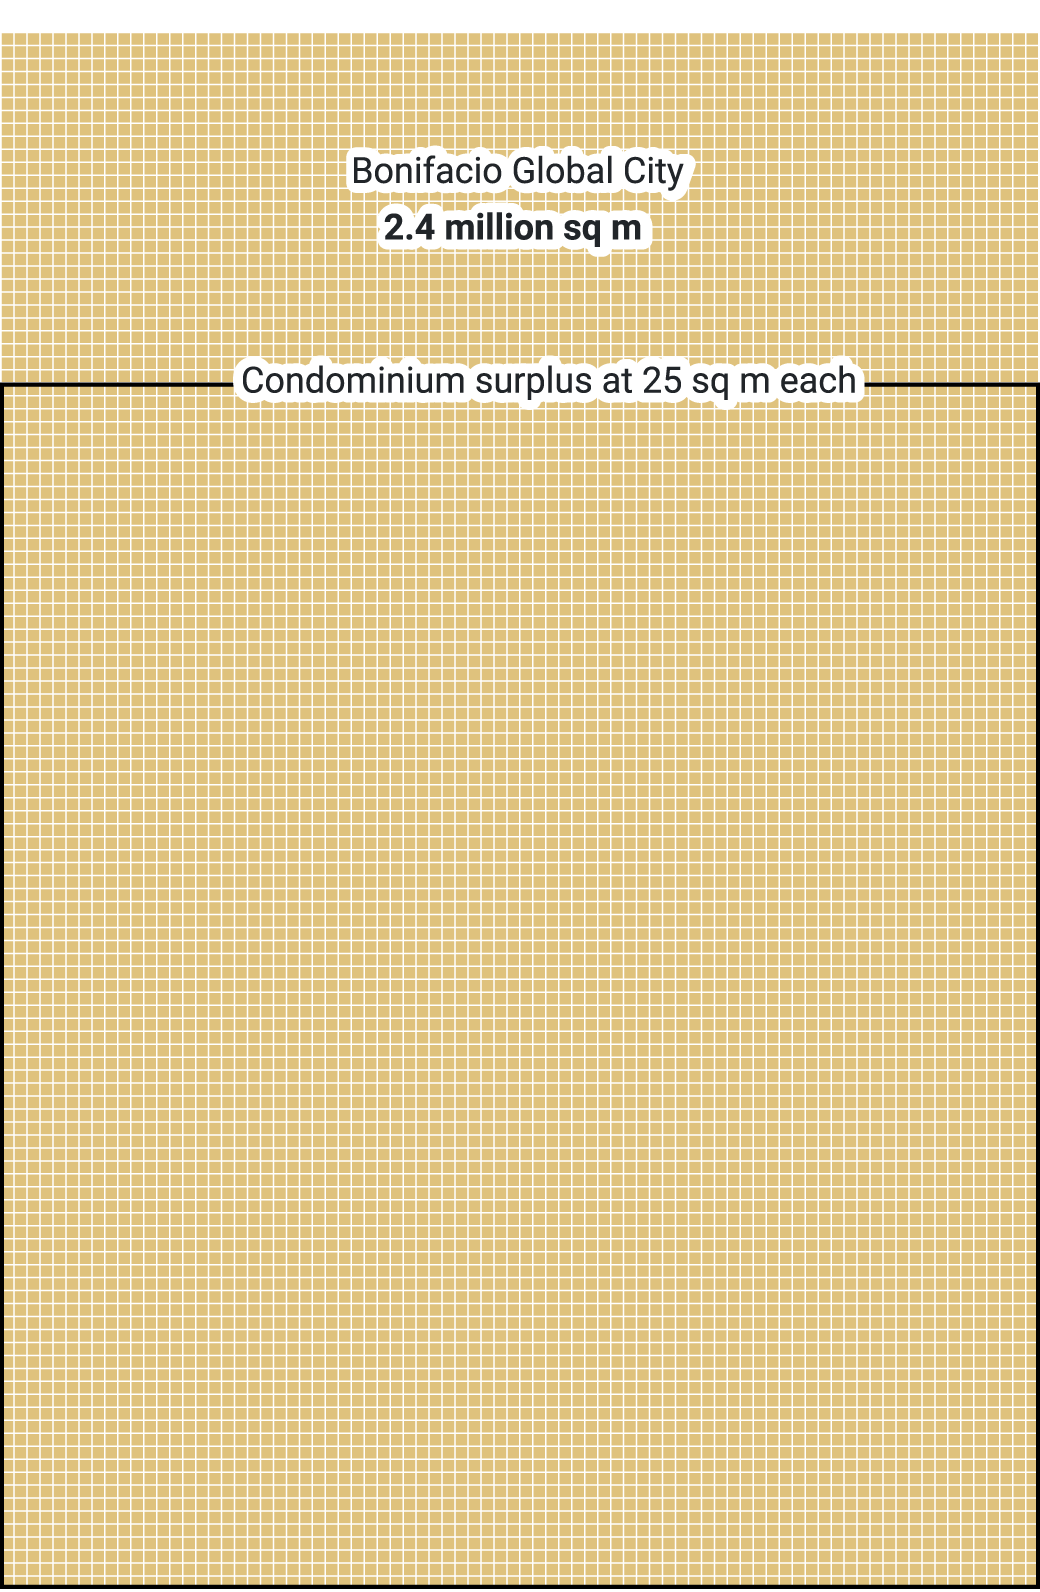 Bonifacio Global City
2.4 million sq m
Condominium surplus at 25 sq m each